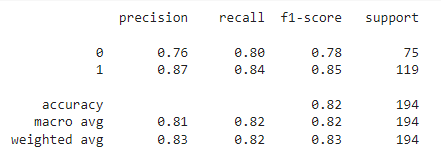 precision recall f1-score support
0 0.76 0.80 0.78 75
1 0.87 0.84 0.85 119
accuracy 0.82 194
macro avg 0.81 0.82 0.82 194
weighted avg 0.83 0.82 0.83 194